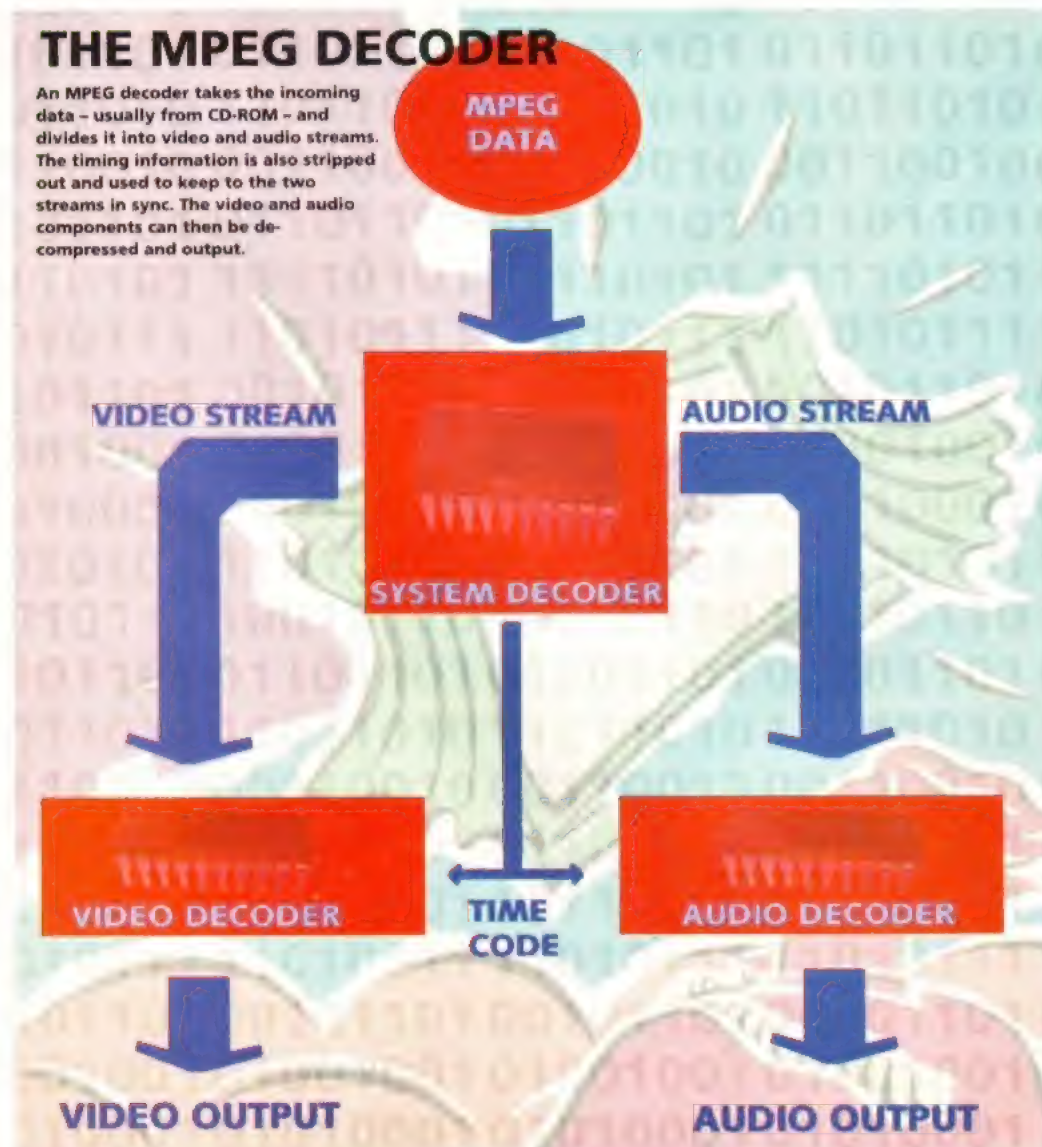 THE MPEG DECODER
An MPEG decoder takes the incoming
data – usually from CD-ROM – and
divides it into video and audio streams.
The timing information is also stripped
out and used to keep to the two
streams in sync. The video and audio
components can then be de-
compressed and output.
MPEG
DATA
VIDEO STREAM
AUDIO STREAM
SYSTEM DECODER
VIDEO DECODER
TIME
CODE
AUDIO DECODER
VIDEO OUTPUT
AUDIO OUTPUT